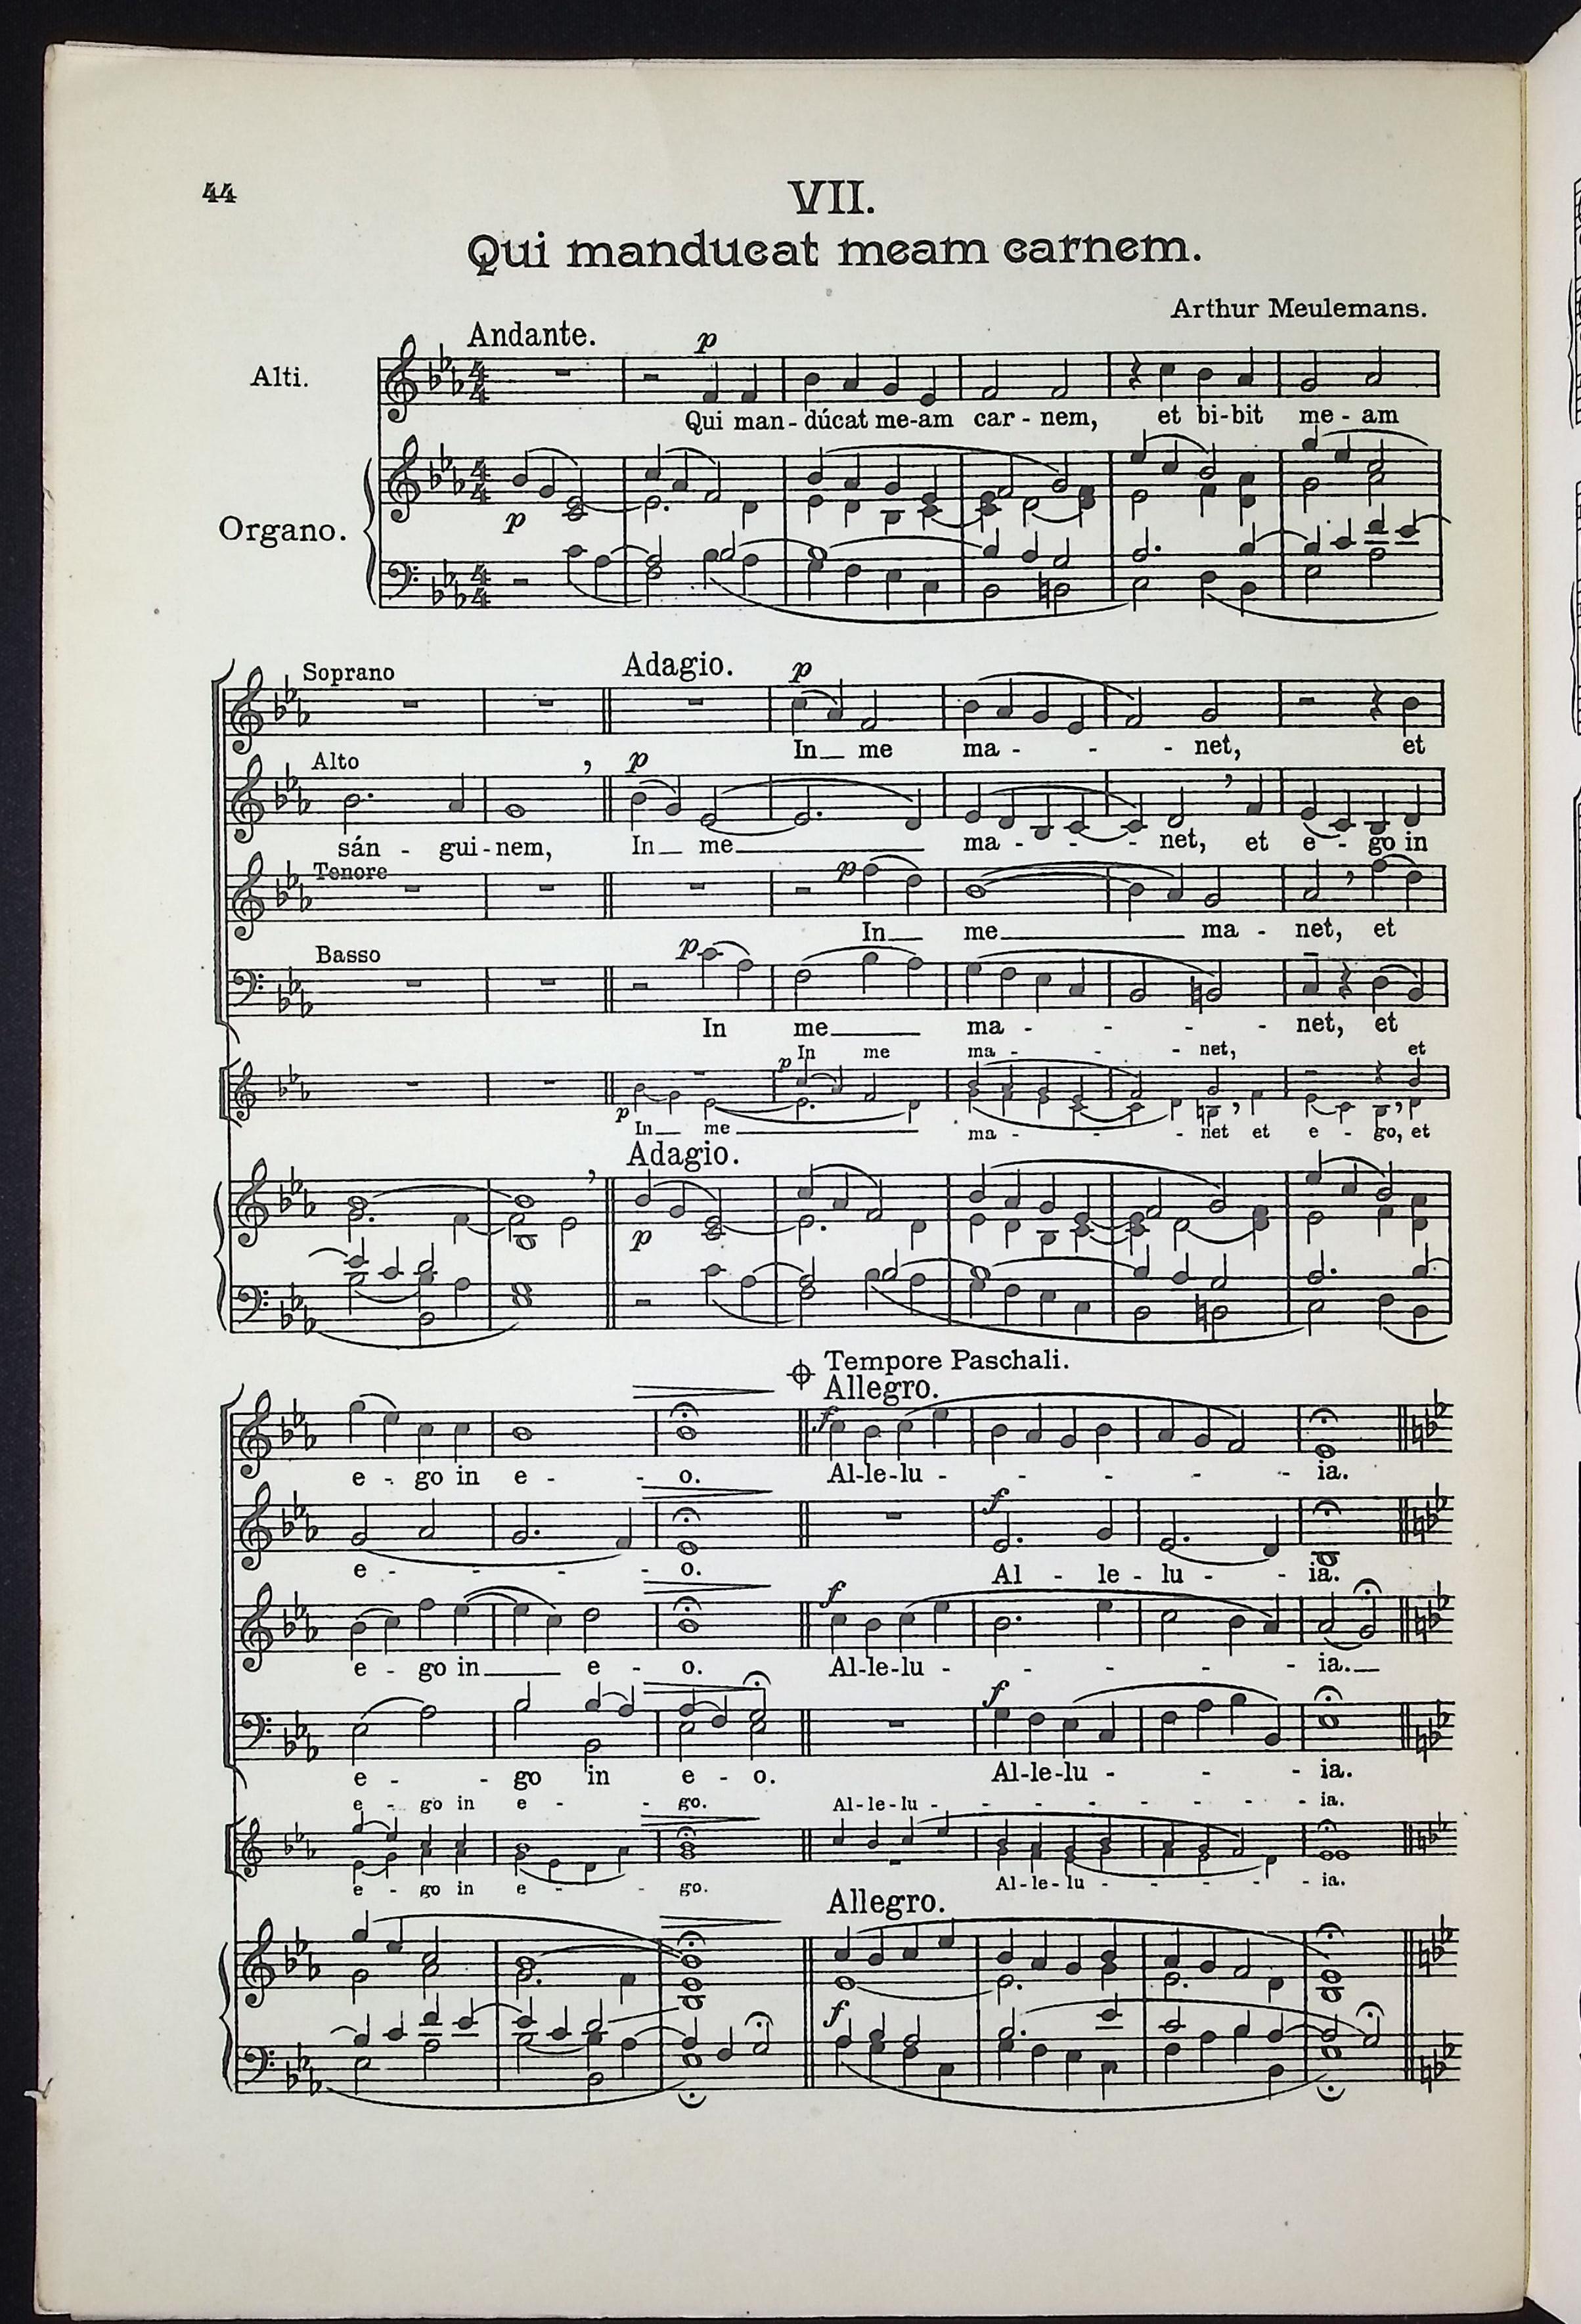 44
VII.
Qui manducat meam carnem.
Arthur Meulemans.
Andante.
p
Alti.
Qui man-dúcat me-am car-nem, et bi-bit me-am
p
Organo.
Soprano
Adagio.
p
In me ma - - - net, et
Alto
p
sán - gui-nem, In me ma - - - net, et e - go in
Tenore
p
In me ma - net, et
Basso
p
In me ma - - - - net, et
p In me ma - - - net, et
p In me ma - - - net et e - go, et
Adagio.
p
Tempore Paschali.
Allegro.
f
e - go in e - - o. Al-le-lu - - - - - ia.
f
e - - - - o. Al - le - lu - - ia.
f
e - go in e - o. Al-le-lu - - - - - ia.
f
e - - go in e - o. Al-le-lu - - - ia.
e - go in e - - go. Al-le-lu - - - - - - - - ia.
e - go in e - - go. Al-le-lu - - - - - ia.
Allegro.
f